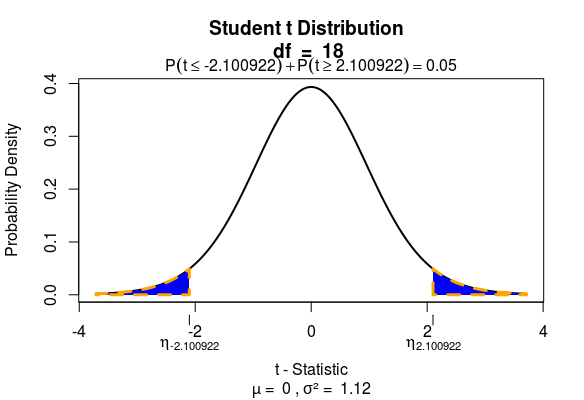 Student t Distribution
df = 18
P(t ≤ -2.100922) + P(t ≥ 2.100922) = 0.05
Probability Density
0.4
0.3
0.2
0.1
0.0
-4 -2 0 2 4
η-2.100922 η2.100922
t - Statistic
μ = 0 , σ² = 1.12